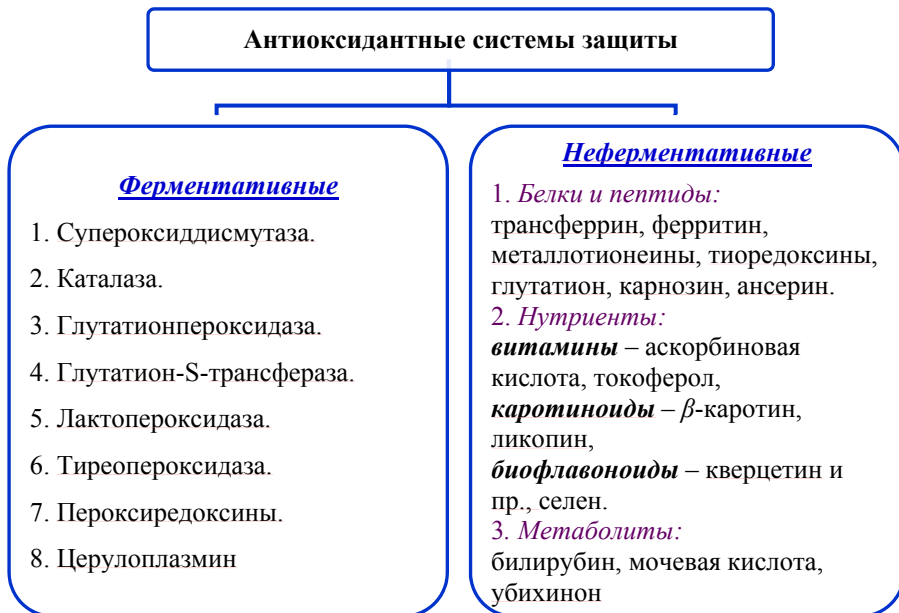 Антиоксидантные системы защиты
Ферментативные
1. Супероксиддисмутаза.
2. Каталаза.
3. Глутатионпероксидаза.
4. Глутатион-S-трансфераза.
5. Лактопероксидаза.
6. Тиреопероксидаза.
7. Пероксиредоксины.
8. Церулоплазмин
Неферментативные
1. Белки и пептиды:
трансферрин, ферритин,
металлотионеины, тиоредоксины,
глутатион, карнозин, ансерин.
2. Нутриенты:
витамины – аскорбиновая
кислота, токоферол,
каротиноиды – β-каротин,
ликопин,
биофлавоноиды – кверцетин и
пр., селен.
3. Метаболиты:
билирубин, мочевая кислота,
убихинон